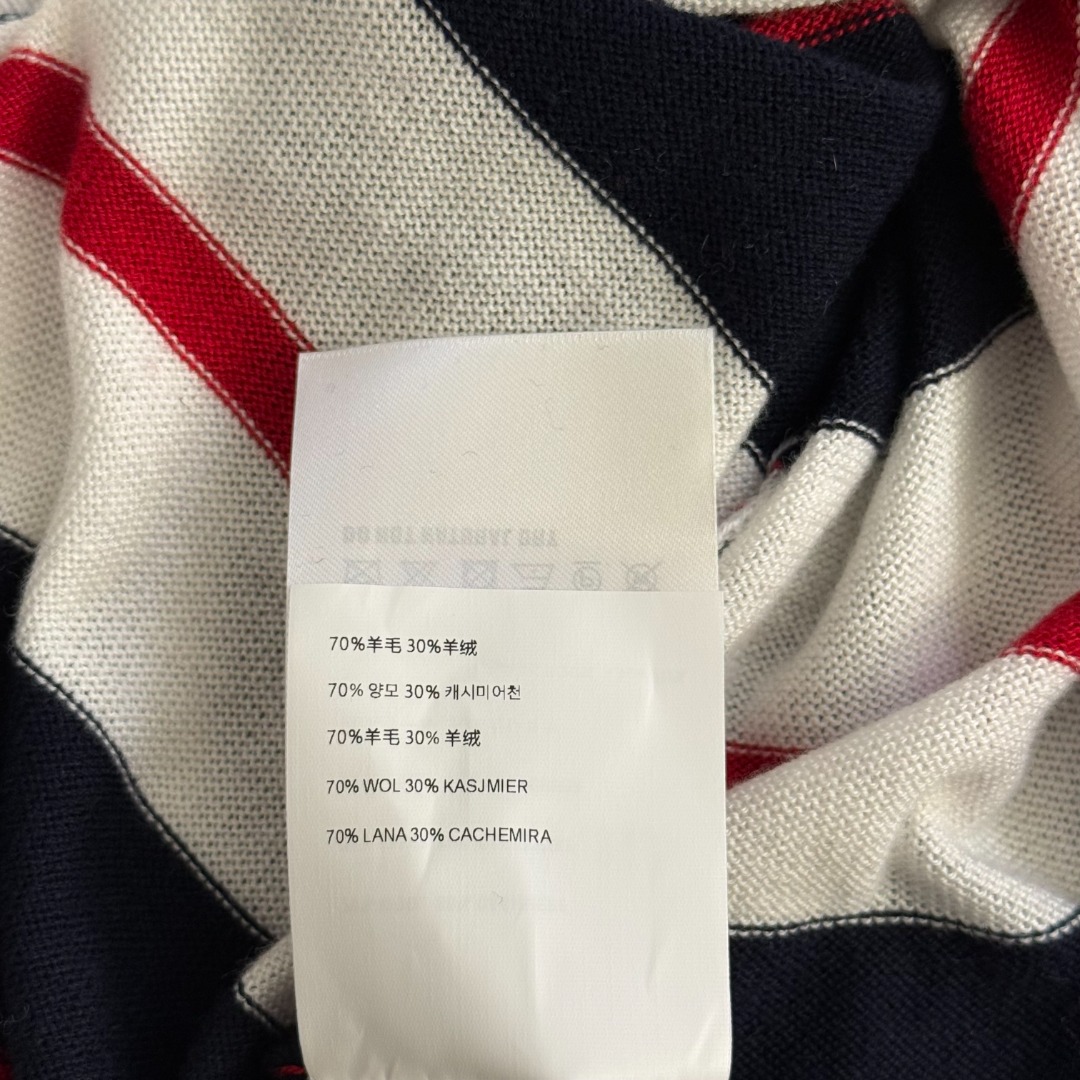 70%羊毛 30%羊绒
70% 양모 30% 캐시미어천
70%羊毛 30% 羊绒
70% WOL 30% KASJMIER
70% LANA 30% CACHEMIRA